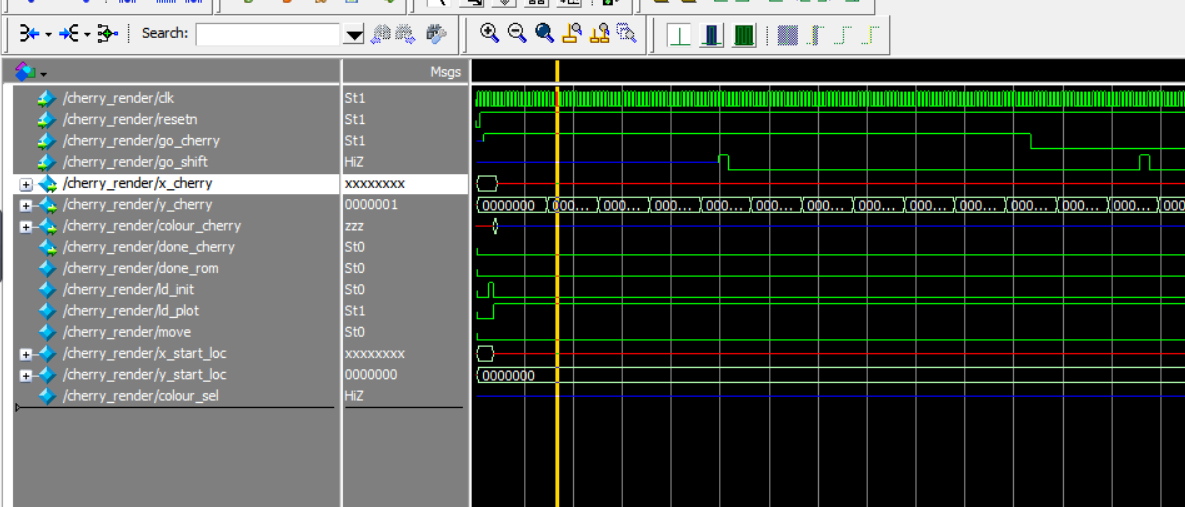 Search:
Msgs
/cherry_render/clk St1
/cherry_render/resetn St1
/cherry_render/go_cherry St1
/cherry_render/go_shift HiZ
/cherry_render/x_cherry xxxxxxxx
/cherry_render/y_cherry 0000001 0000000 000... 000... 000... 000... 000... 000... 000... 000... 000... 000... 000... 000... 000
/cherry_render/colour_cherry zzz
/cherry_render/done_cherry St0
/cherry_render/done_rom St0
/cherry_render/ld_init St0
/cherry_render/ld_plot St1
/cherry_render/move St0
/cherry_render/x_start_loc xxxxxxxx
/cherry_render/y_start_loc 0000000 0000000
/cherry_render/colour_sel HiZ